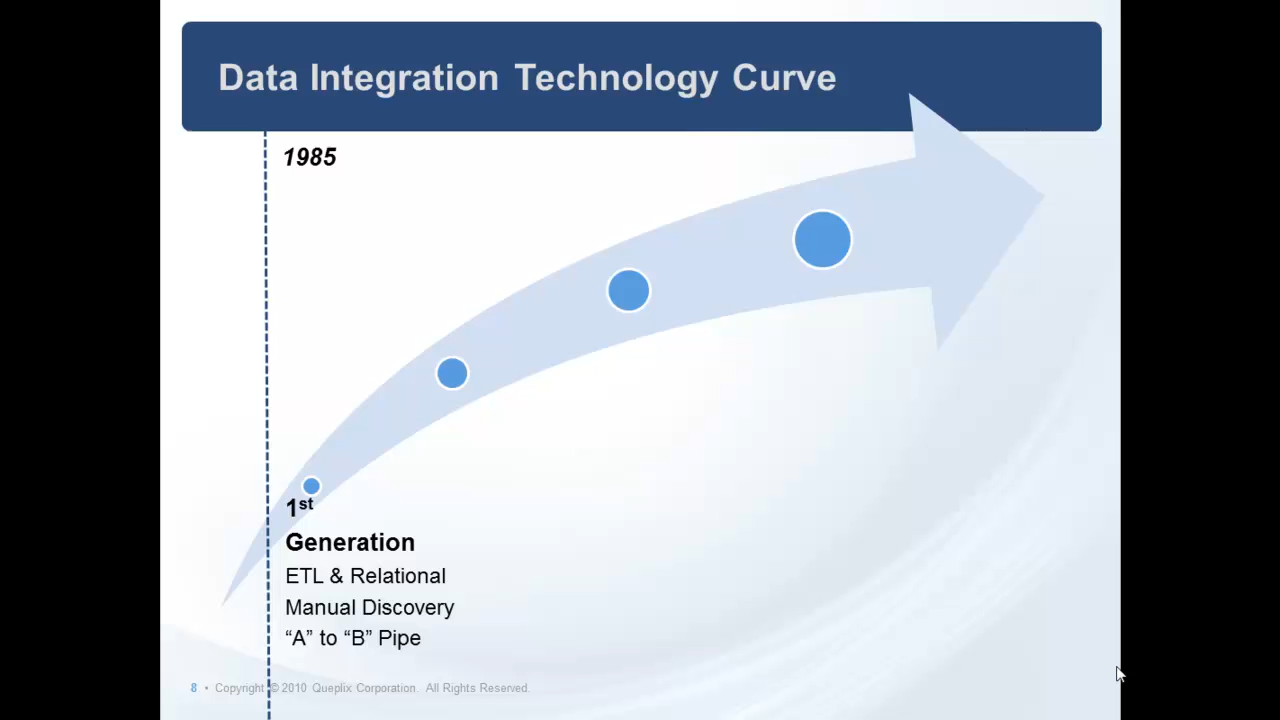 Data Integration Technology Curve
1985
1st
Generation
ETL & Relational
Manual Discovery
“A” to “B” Pipe
8 • Copyright © 2010 Queplix Corporation. All Rights Reserved.